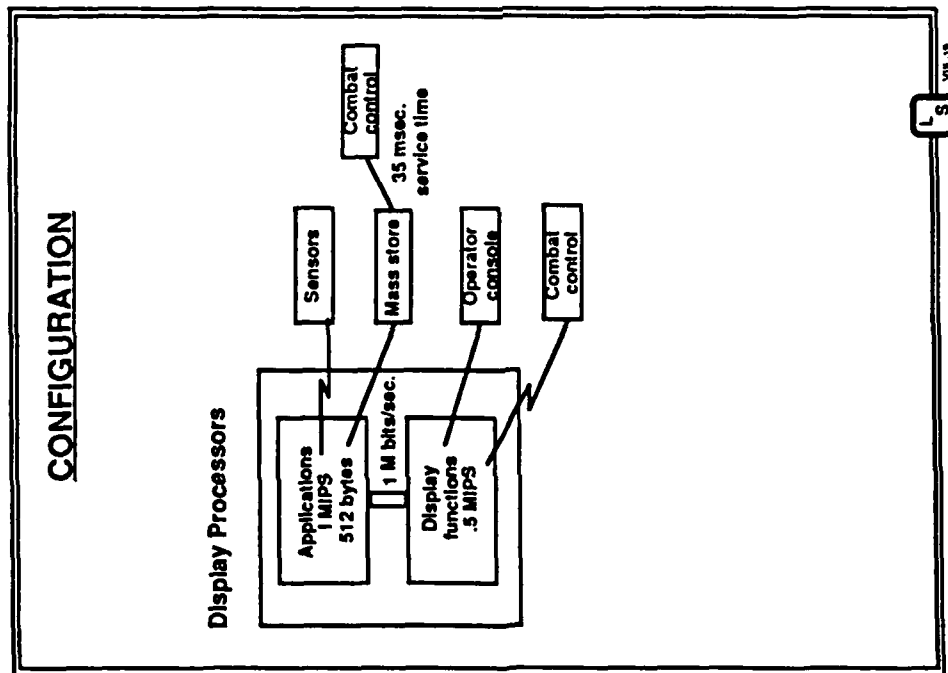 CONFIGURATION
Display Processors
Applications
1 MIPS
512 bytes
1 M bits/sec.
Display
functions
.5 MIPS
Sensors
Mass store
Combat
control
35 msec.
service time
Operator
console
Combat
control
L
S